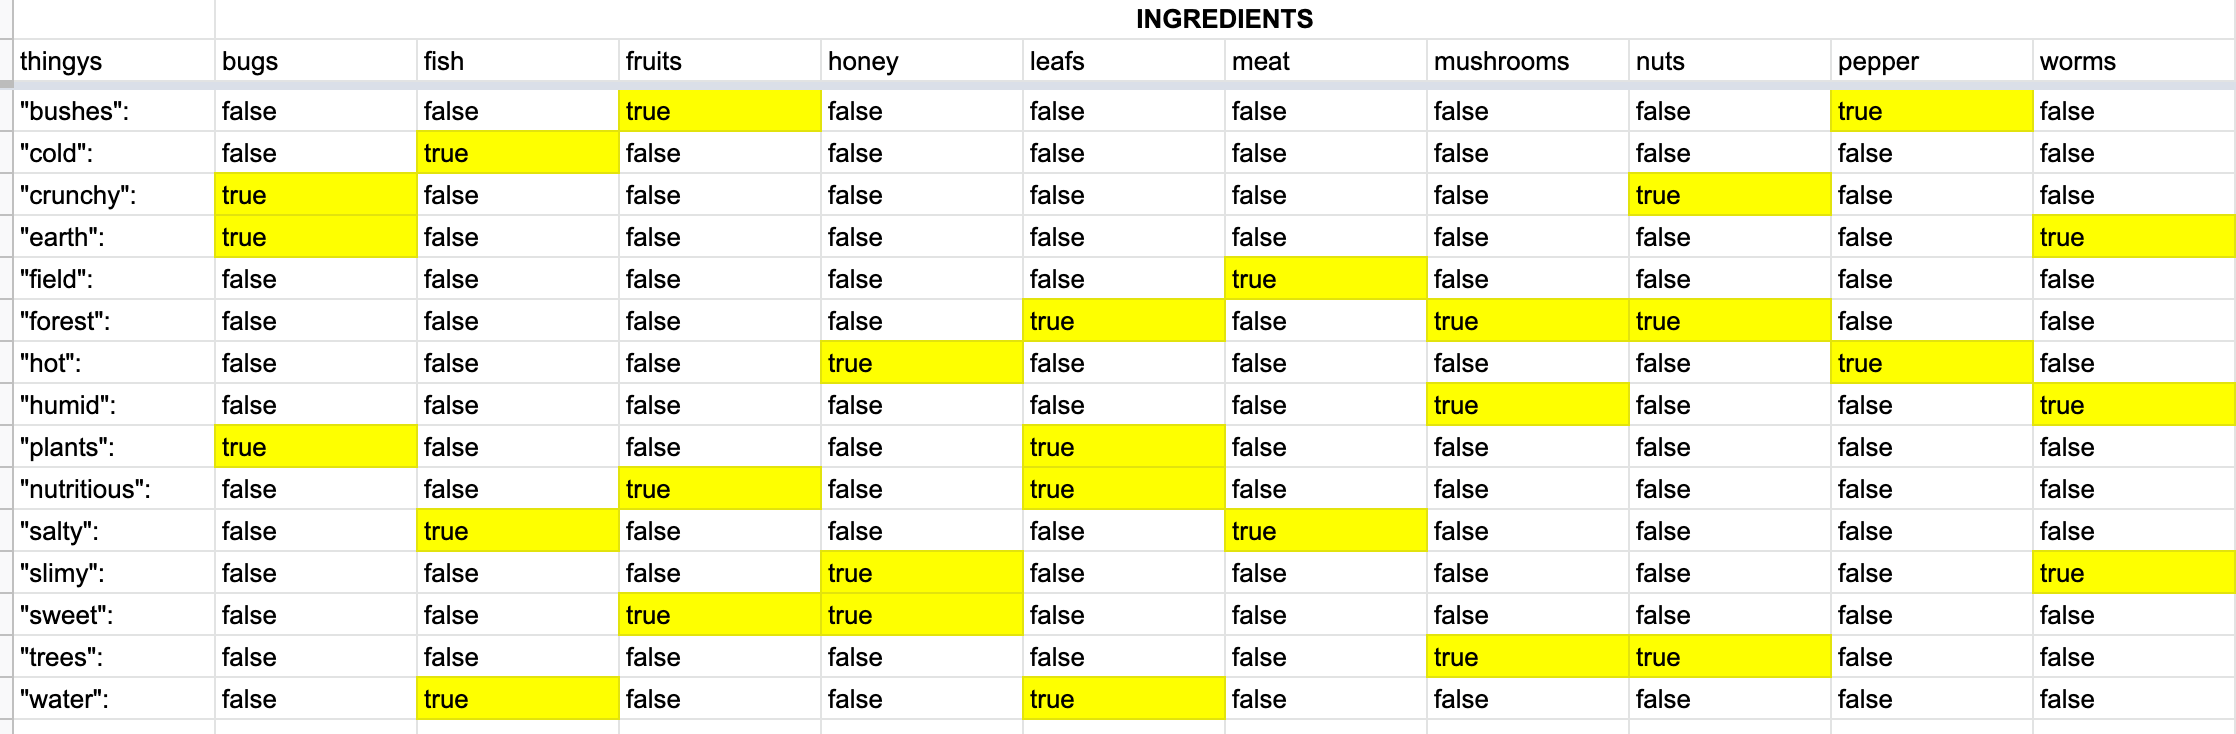 INGREDIENTS
thingys bugs fish fruits honey leafs meat mushrooms nuts pepper worms
"bushes": false false true false false false false false true false
"cold": false true false false false false false false false false
"crunchy": true false false false false false false true false false
"earth": true false false false false false false false false true
"field": false false false false false true false false false false
"forest": false false false false true false true true false false
"hot": false false false true false false false false true false
"humid": false false false false false false true false false true
"plants": true false false false true false false false false false
"nutritious": false false true false true false false false false false
"salty": false true false false false true false false false false
"slimy": false false false true false false false false false true
"sweet": false false true true false false false false false false
"trees": false false false false false false true true false false
"water": false true false false true false false false false false